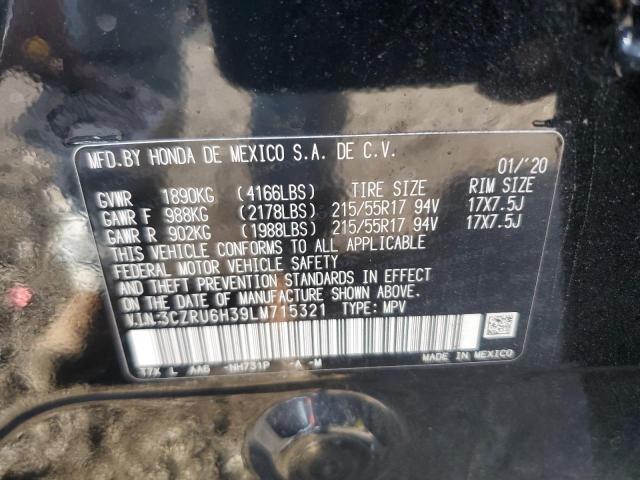 MFD.BY HONDA DE MEXICO S.A. DE C.V. 01/'20
GVWR 1890KG (4166LBS) TIRE SIZE RIM SIZE
GAWR F 988KG (2178LBS) 215/55R17 94V 17X7.5J
GAWR R 902KG (1988LBS) 215/55R17 94V 17X7.5J
THIS VEHICLE CONFORMS TO ALL APPLICABLE
FEDERAL MOTOR VEHICLE SAFETY
AND THEFT PREVENTION STANDARDS IN EFFECT
ON THE DATE OF MANUFACTURE SHOWN ABOVE.
VIN:3CZRU6H39LM715321 TYPE: MPV
MADE IN MEXICO
T7X L AA6 -NH731P A -M